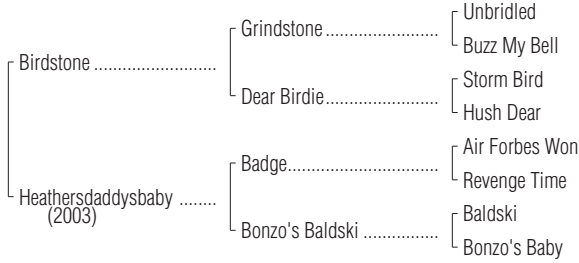 Unbridled
Grindstone
Buzz My Bell
Birdstone
Storm Bird
Dear Birdie
Hush Dear
Air Forbes Won
Badge
Revenge Time
Heathersdaddysbaby
(2003)
Baldski
Bonzo's Baldski
Bonzo's Baby